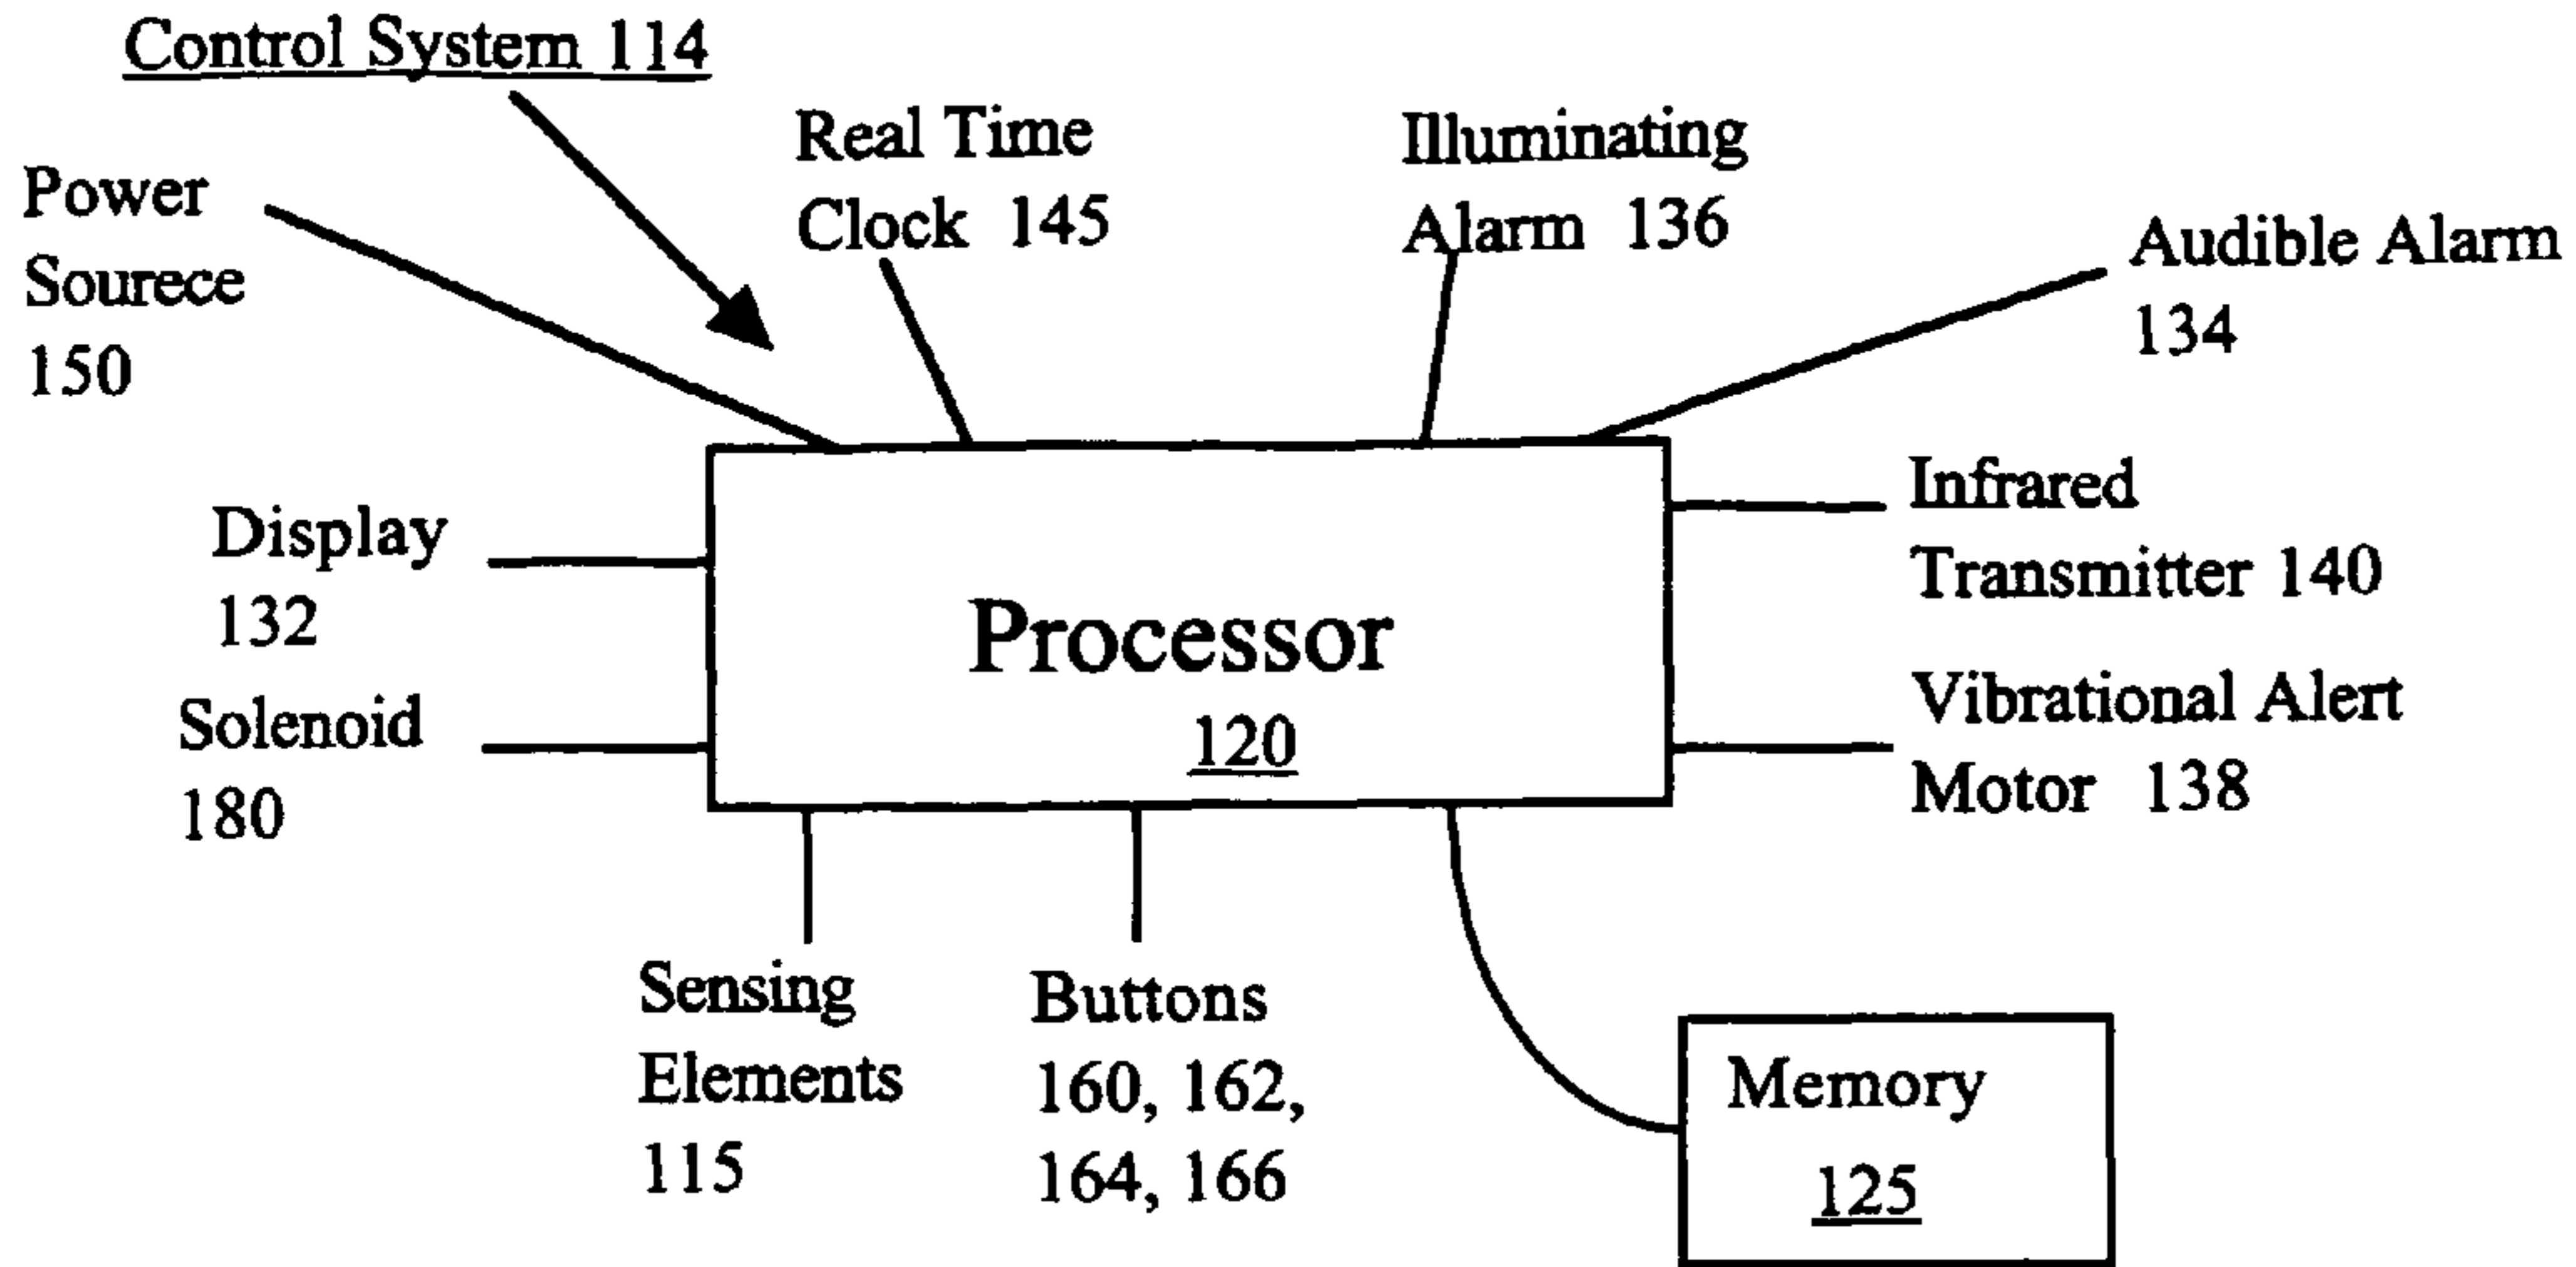 Control System 114
Real Time
Clock 145
Illuminating
Alarm 136
Power
Sourece
150
Audible Alarm
134
Display
132
Infrared
Transmitter 140
Processor
120
Solenoid
180
Vibrational Alert
Motor 138
Sensing
Elements
115
Buttons
160, 162,
164, 166
Memory
125